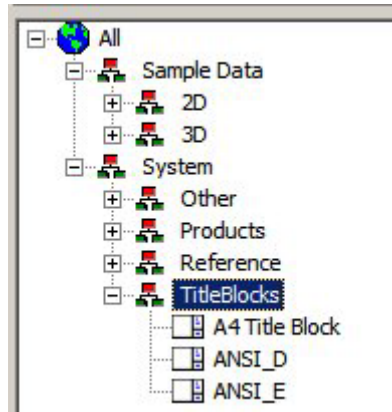 All
Sample Data
2D
3D
System
Other
Products
Reference
TitleBlocks
A4 Title Block
ANSI_D
ANSI_E